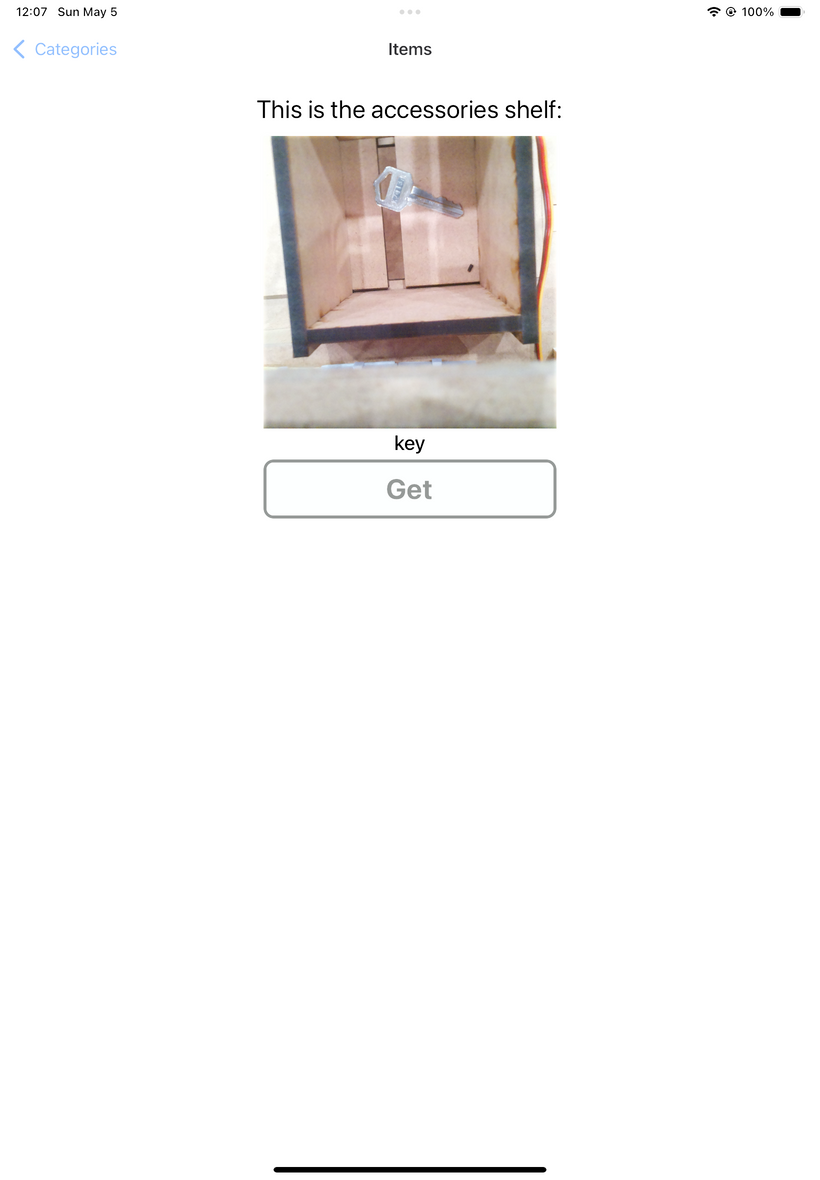 12:07 Sun May 5
100%
Categories
Items
This is the accessories shelf:
key
Get